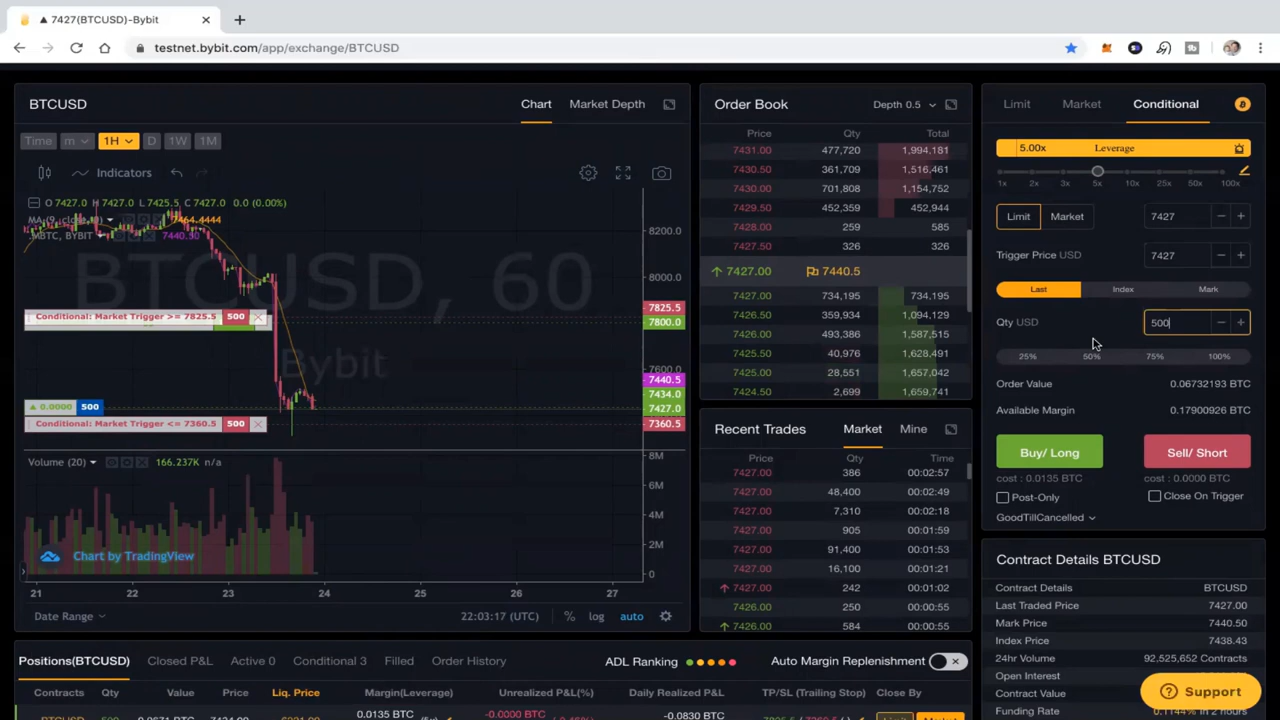 ▲ 7427(BTCUSD)-Bybit
testnet.bybit.com/app/exchange/BTCUSD
BTCUSD
Chart
Market Depth
Time m 1H D 1W 1M
Indicators
O 7427.0 H 7427.0 L 7425.5 C 7427.0 0.0 (0.00%)
7464.4444
.MBTC, BYBIT 7440.50
BTCUSD, 60
Bybit
8200.0
8000.0
7825.5
7800.0
7600.0
7440.5
7434.0
7427.0
7360.5
Conditional: Market Trigger >= 7825.5 500
▲ 0.0000 500
Conditional: Market Trigger <= 7360.5 500
Volume (20) 166.237K n/a
8M
6M
4M
2M
0
Chart by TradingView
21 22 23 24 25 26 27
Date Range 22:03:17 (UTC) % log auto
Order Book Depth 0.5
Price Qty Total
7431.00 477,720 1,994,181
7430.50 361,709 1,516,461
7430.00 701,808 1,154,752
7429.50 452,359 452,944
7428.00 259 585
7427.50 326 326
7427.00 7440.5
7427.00 734,195 734,195
7426.50 359,934 1,094,129
7426.00 493,386 1,587,515
7425.50 40,976 1,628,491
7425.00 28,551 1,657,042
7424.50 2,699 1,659,741
Recent Trades Market Mine
Price Qty Time
7427.00 386 00:02:57
7427.00 48,400 00:02:49
7427.00 7,310 00:02:18
7427.00 905 00:01:59
7427.00 91,400 00:01:53
7427.00 16,100 00:01:21
7427.00 242 00:01:02
7426.00 250 00:00:55
7426.00 584 00:00:55
Limit Market Conditional
5.00x Leverage
1x 2x 3x 5x 10x 25x 50x 100x
Limit Market 7427
Trigger Price USD 7427
Last Index Mark
Qty USD 500
25% 50% 75% 100%
Order Value 0.06732193 BTC
Available Margin 0.17900926 BTC
Buy/ Long Sell/ Short
cost : 0.0135 BTC cost : 0.0000 BTC
Post-Only Close On Trigger
GoodTillCancelled
Contract Details BTCUSD
Contract Details BTCUSD
Last Traded Price 7427.00
Mark Price 7440.50
Index Price 7438.43
24hr Volume 92,525,652 Contracts
Open Interest
Contract Value
Funding Rate 0.1144% in 2 hours
Support
Positions(BTCUSD) Closed P&L Active 0 Conditional 3 Filled Order History ADL Ranking Auto Margin Replenishment
Contracts Qty Value Price Liq. Price Margin(Leverage) Unrealized P&L(%) Daily Realized P&L TP/SL (Trailing Stop) Close By
0.0135 BTC -0.0830 BTC